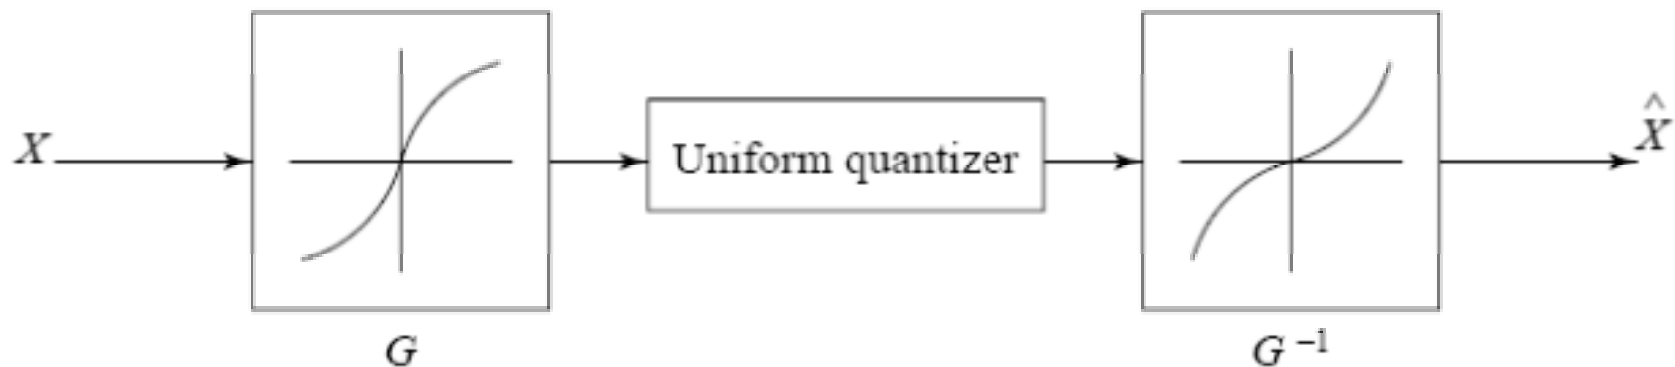 X
Uniform quantizer
X̂
G
G⁻¹